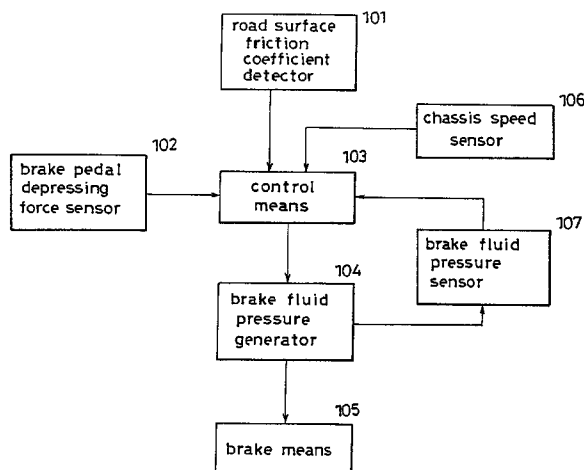 101
road surface
friction
coefficient
detector
106
chassis speed
sensor
102
brake pedal
depressing
force sensor
103
control
means
107
brake fluid
pressure
sensor
104
brake fluid
pressure
generator
105
brake means